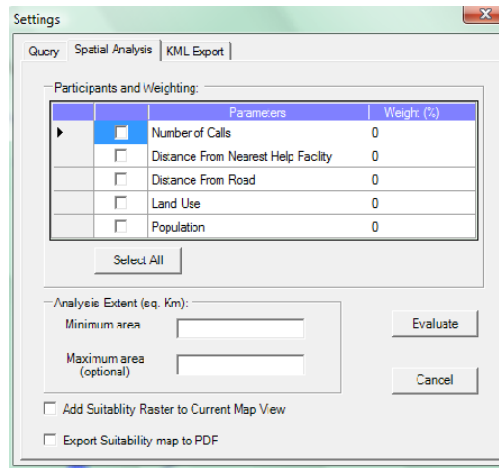 Settings
Query Spatial Analysis KML Export
Participants and Weighting:
Parameters Weight (%)
Number of Calls 0
Distance From Nearest Help Facility 0
Distance From Road 0
Land Use 0
Population 0
Select All
Analysis Extent (sq. Km):
Minimum area
Maximum area
(optional)
Evaluate
Cancel
Add Suitablity Raster to Current Map View
Export Suitability map to PDF